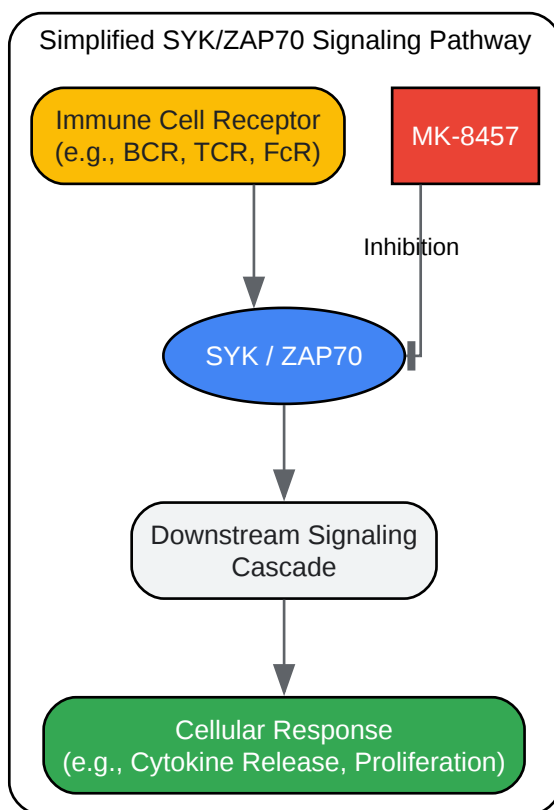 Simplified SYK/ZAP70 Signaling Pathway
Immune Cell Receptor
(e.g., BCR, TCR, FcR)
MK-8457
Inhibition
SYK / ZAP70
Downstream Signaling
Cascade
Cellular Response
(e.g., Cytokine Release, Proliferation)